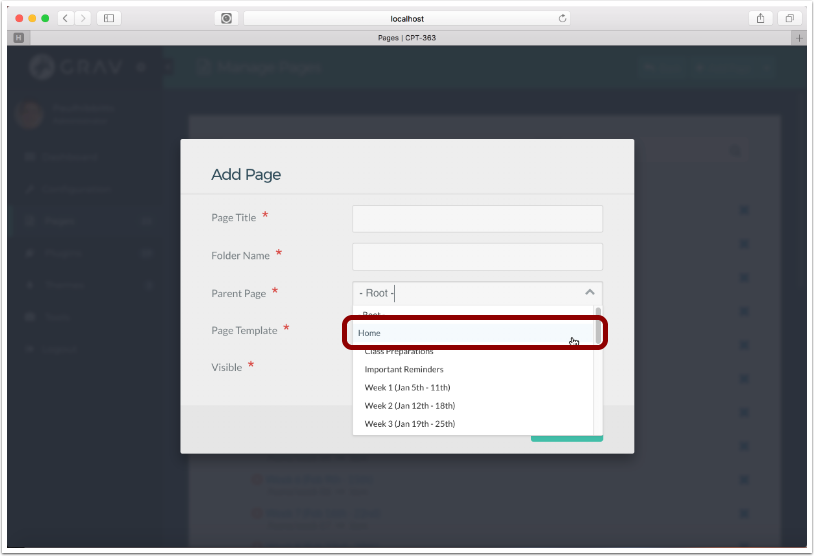 localhost
H
Pages | CPT-363
GRAV
Manage Pages
Add Page
Page Title *
Folder Name *
Parent Page *
- Root -
Root
Home
Page Template *
Class Preparations
Visible *
Important Reminders
Week 1 (Jan 5th - 11th)
Week 2 (Jan 12th - 18th)
Week 3 (Jan 19th - 25th)